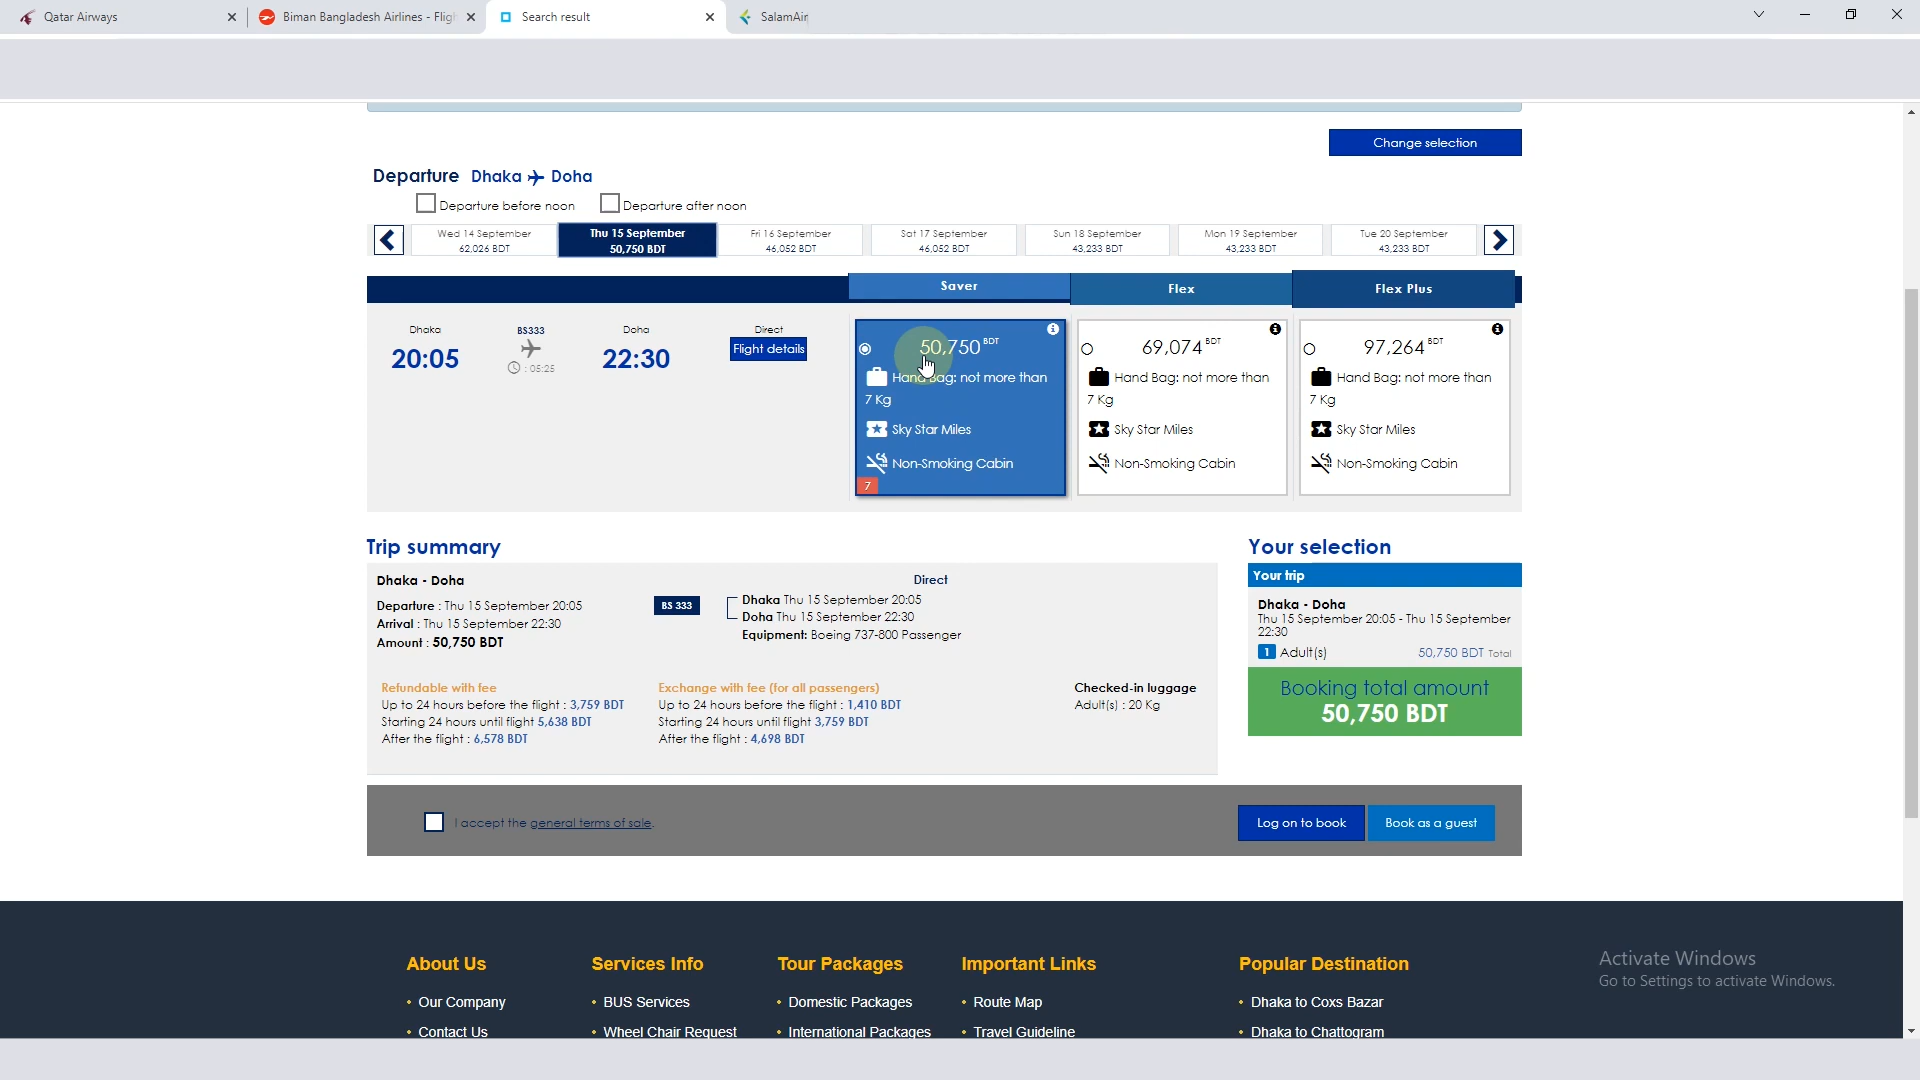 Qatar Airways
Biman Bangladesh Airlines - Flig
Search result
SalamAir
Change selection
Departure Dhaka Doha
Departure before noon
Departure after noon
Wed 14 September
62,026 BDT
Thu 15 September
50,750 BDT
Fri 16 September
46,052 BDT
Sat 17 September
46,052 BDT
Sun 18 September
43,233 BDT
Mon 19 September
43,233 BDT
Tue 20 September
43,233 BDT
Saver
Flex
Flex Plus
Dhaka
20:05
BS333
: 05:25
Doha
22:30
Direct
Flight details
50,750 BDT
Hand Bag: not more than
7 Kg
Sky Star Miles
Non-Smoking Cabin
7
69,074 BDT
Hand Bag: not more than
7 Kg
Sky Star Miles
Non-Smoking Cabin
97,264 BDT
Hand Bag: not more than
7 Kg
Sky Star Miles
Non-Smoking Cabin
Trip summary
Dhaka - Doha
Departure : Thu 15 September 20:05
Arrival : Thu 15 September 22:30
Amount : 50,750 BDT
BS 333
Direct
Dhaka Thu 15 September 20:05
Doha Thu 15 September 22:30
Equipment: Boeing 737-800 Passenger
Refundable with fee
Up to 24 hours before the flight : 3,759 BDT
Starting 24 hours until flight 5,638 BDT
After the flight : 6,578 BDT
Exchange with fee (for all passengers)
Up to 24 hours before the flight : 1,410 BDT
Starting 24 hours until flight 3,759 BDT
After the flight : 4,698 BDT
Checked-in luggage
Adult(s) : 20 Kg
Your selection
Your trip
Dhaka - Doha
Thu 15 September 20:05 - Thu 15 September
22:30
1 Adult(s) 50,750 BDT Total
Booking total amount
50,750 BDT
I accept the general terms of sale.
Log on to book
Book as a guest
About Us
• Our Company
• Contact Us
Services Info
• BUS Services
• Wheel Chair Request
Tour Packages
• Domestic Packages
• International Packages
Important Links
• Route Map
• Travel Guideline
Popular Destination
• Dhaka to Coxs Bazar
• Dhaka to Chattogram
Activate Windows
Go to Settings to activate Windows.